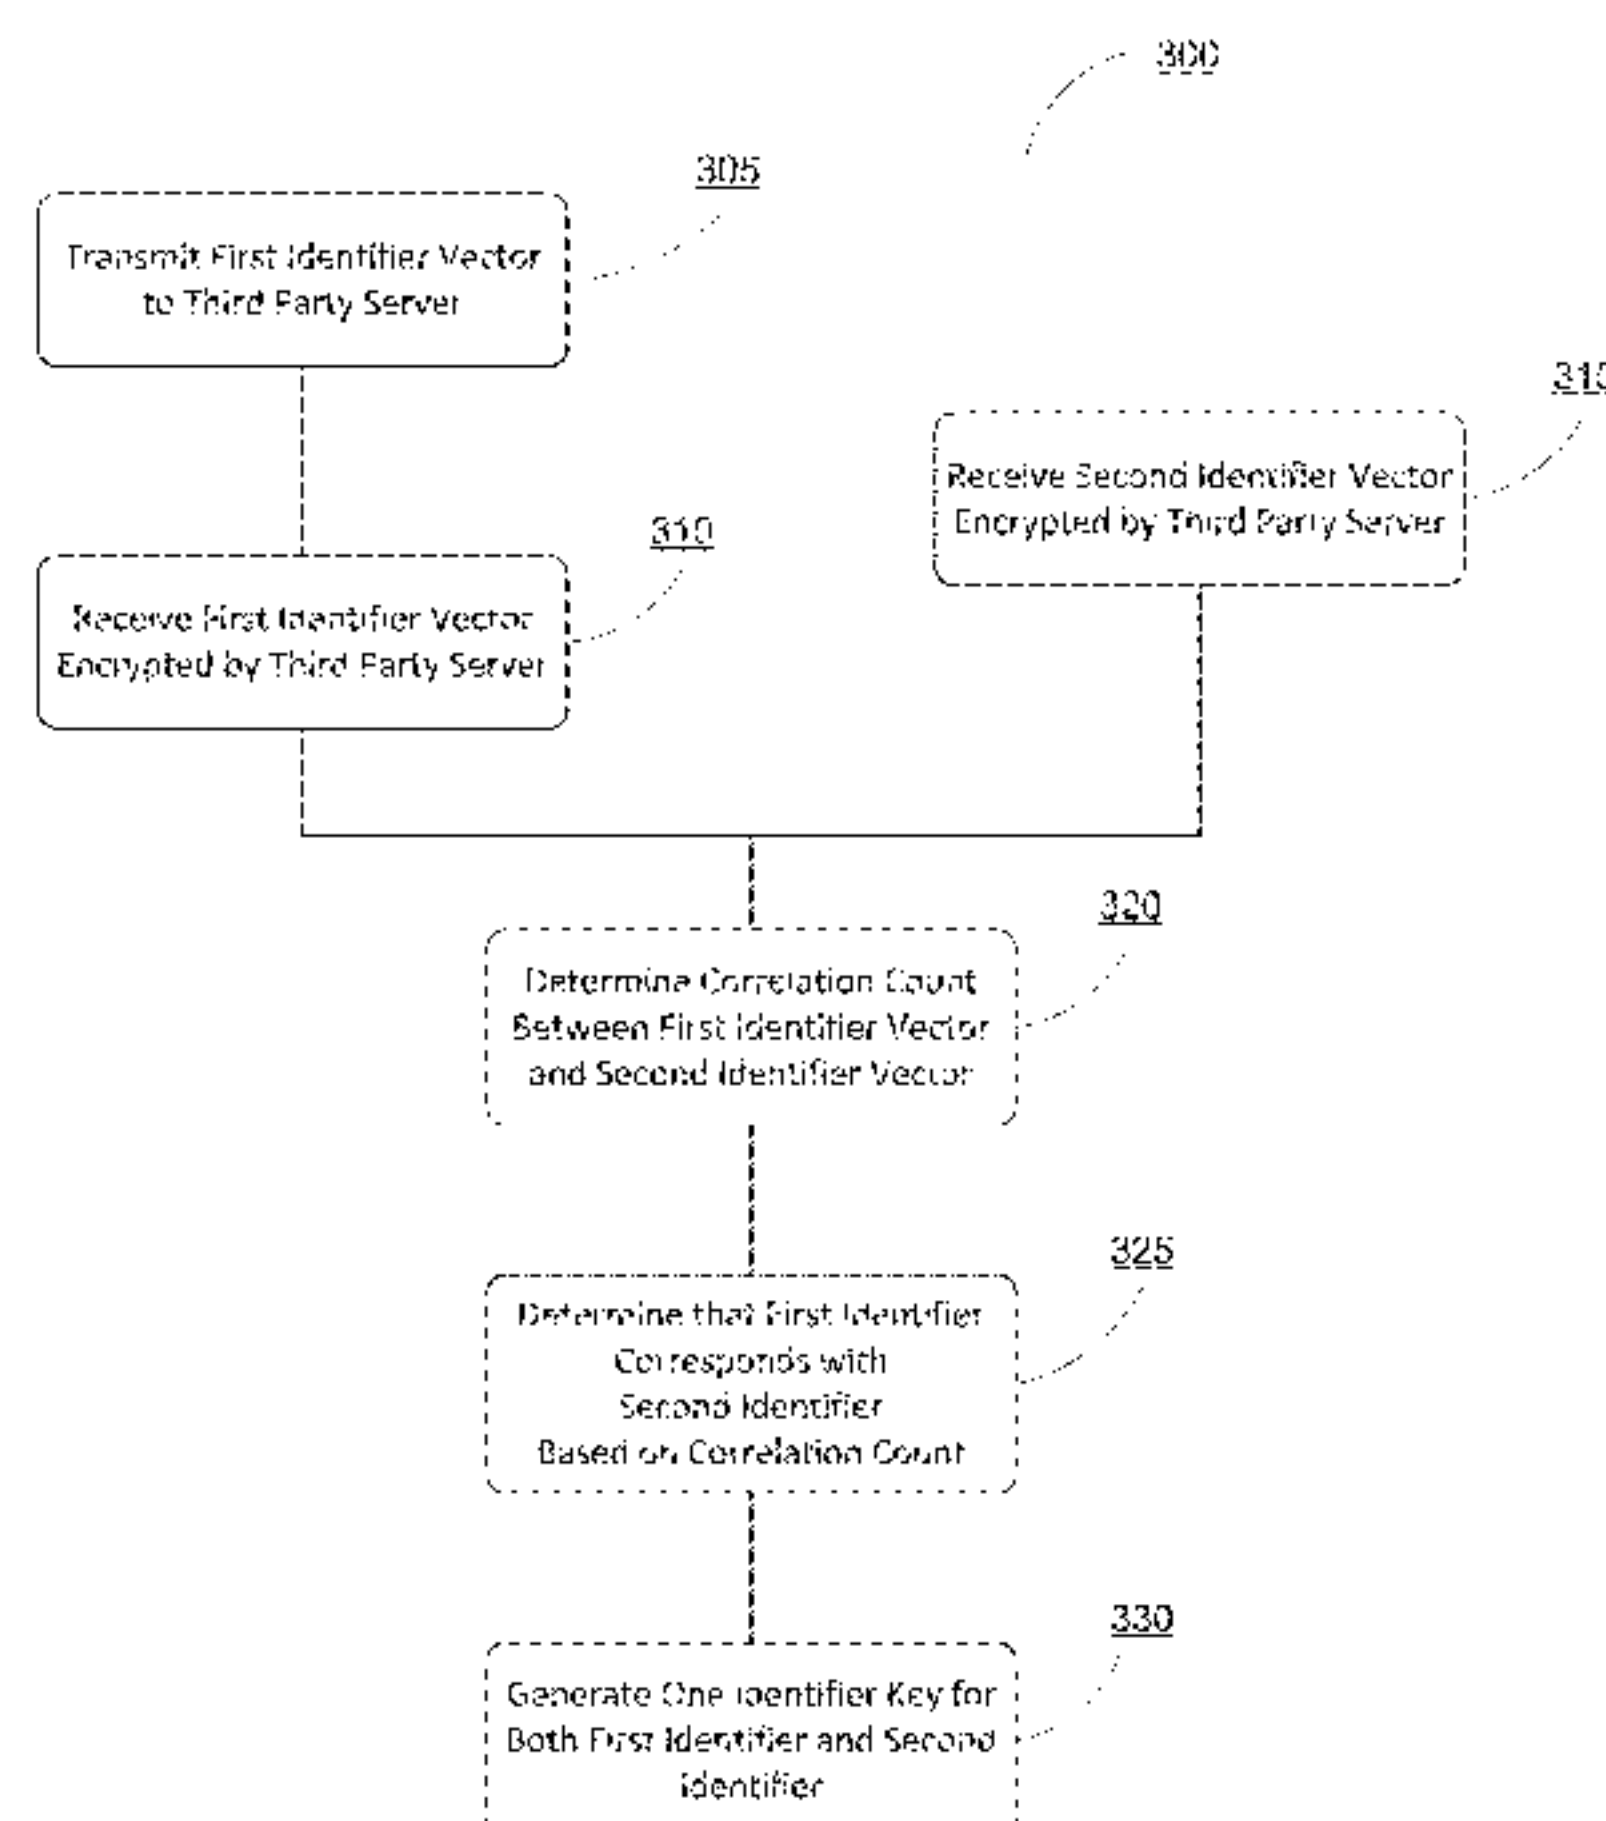 300
305
Transmit First Identifier Vector
to Third Party Server
315
Receive Second Identifier Vector
Encrypted by Third Party Server
310
Receive First Identifier Vector
Encrypted by Third Party Server
320
Determine Correlation Count
Between First Identifier Vector
and Second Identifier Vector
325
Determine that First Identifier
Corresponds with
Second Identifier
Based on Correlation Count
330
Generate One Identifier Key for
Both First Identifier and Second
Identifier